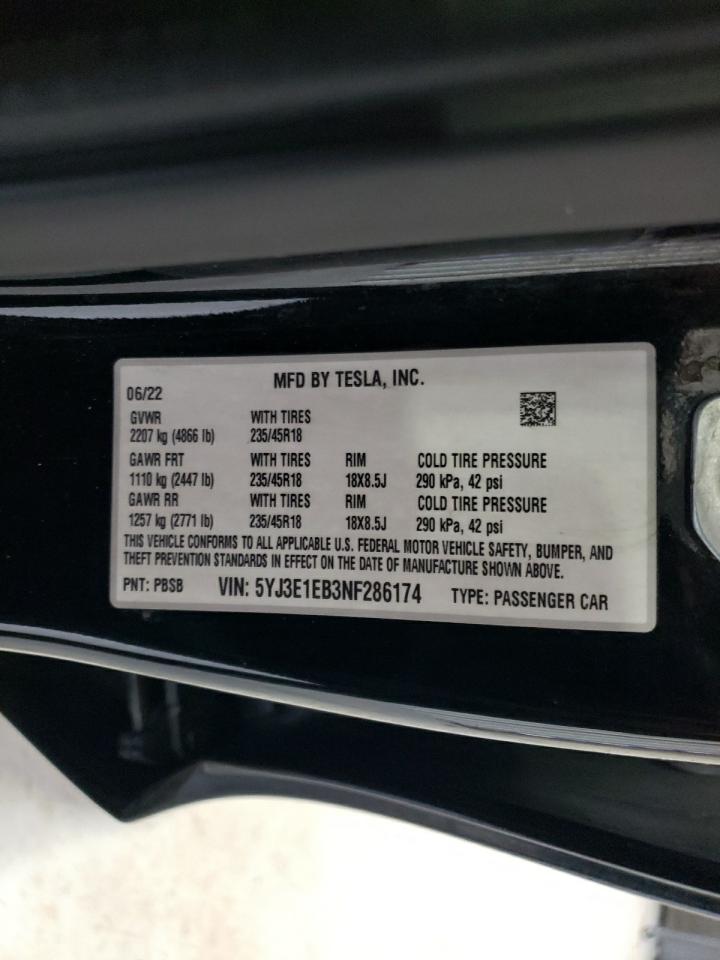 MFD BY TESLA, INC.
06/22
GVWR WITH TIRES
2207 kg (4866 lb) 235/45R18
GAWR FRT WITH TIRES RIM COLD TIRE PRESSURE
1110 kg (2447 lb) 235/45R18 18X8.5J 290 kPa, 42 psi
GAWR RR WITH TIRES RIM COLD TIRE PRESSURE
1257 kg (2771 lb) 235/45R18 18X8.5J 290 kPa, 42 psi
THIS VEHICLE CONFORMS TO ALL APPLICABLE U.S. FEDERAL MOTOR VEHICLE SAFETY, BUMPER, AND
THEFT PREVENTION STANDARDS IN EFFECT ON THE DATE OF MANUFACTURE SHOWN ABOVE.
PNT: PBSB VIN: 5YJ3E1EB3NF286174 TYPE: PASSENGER CAR